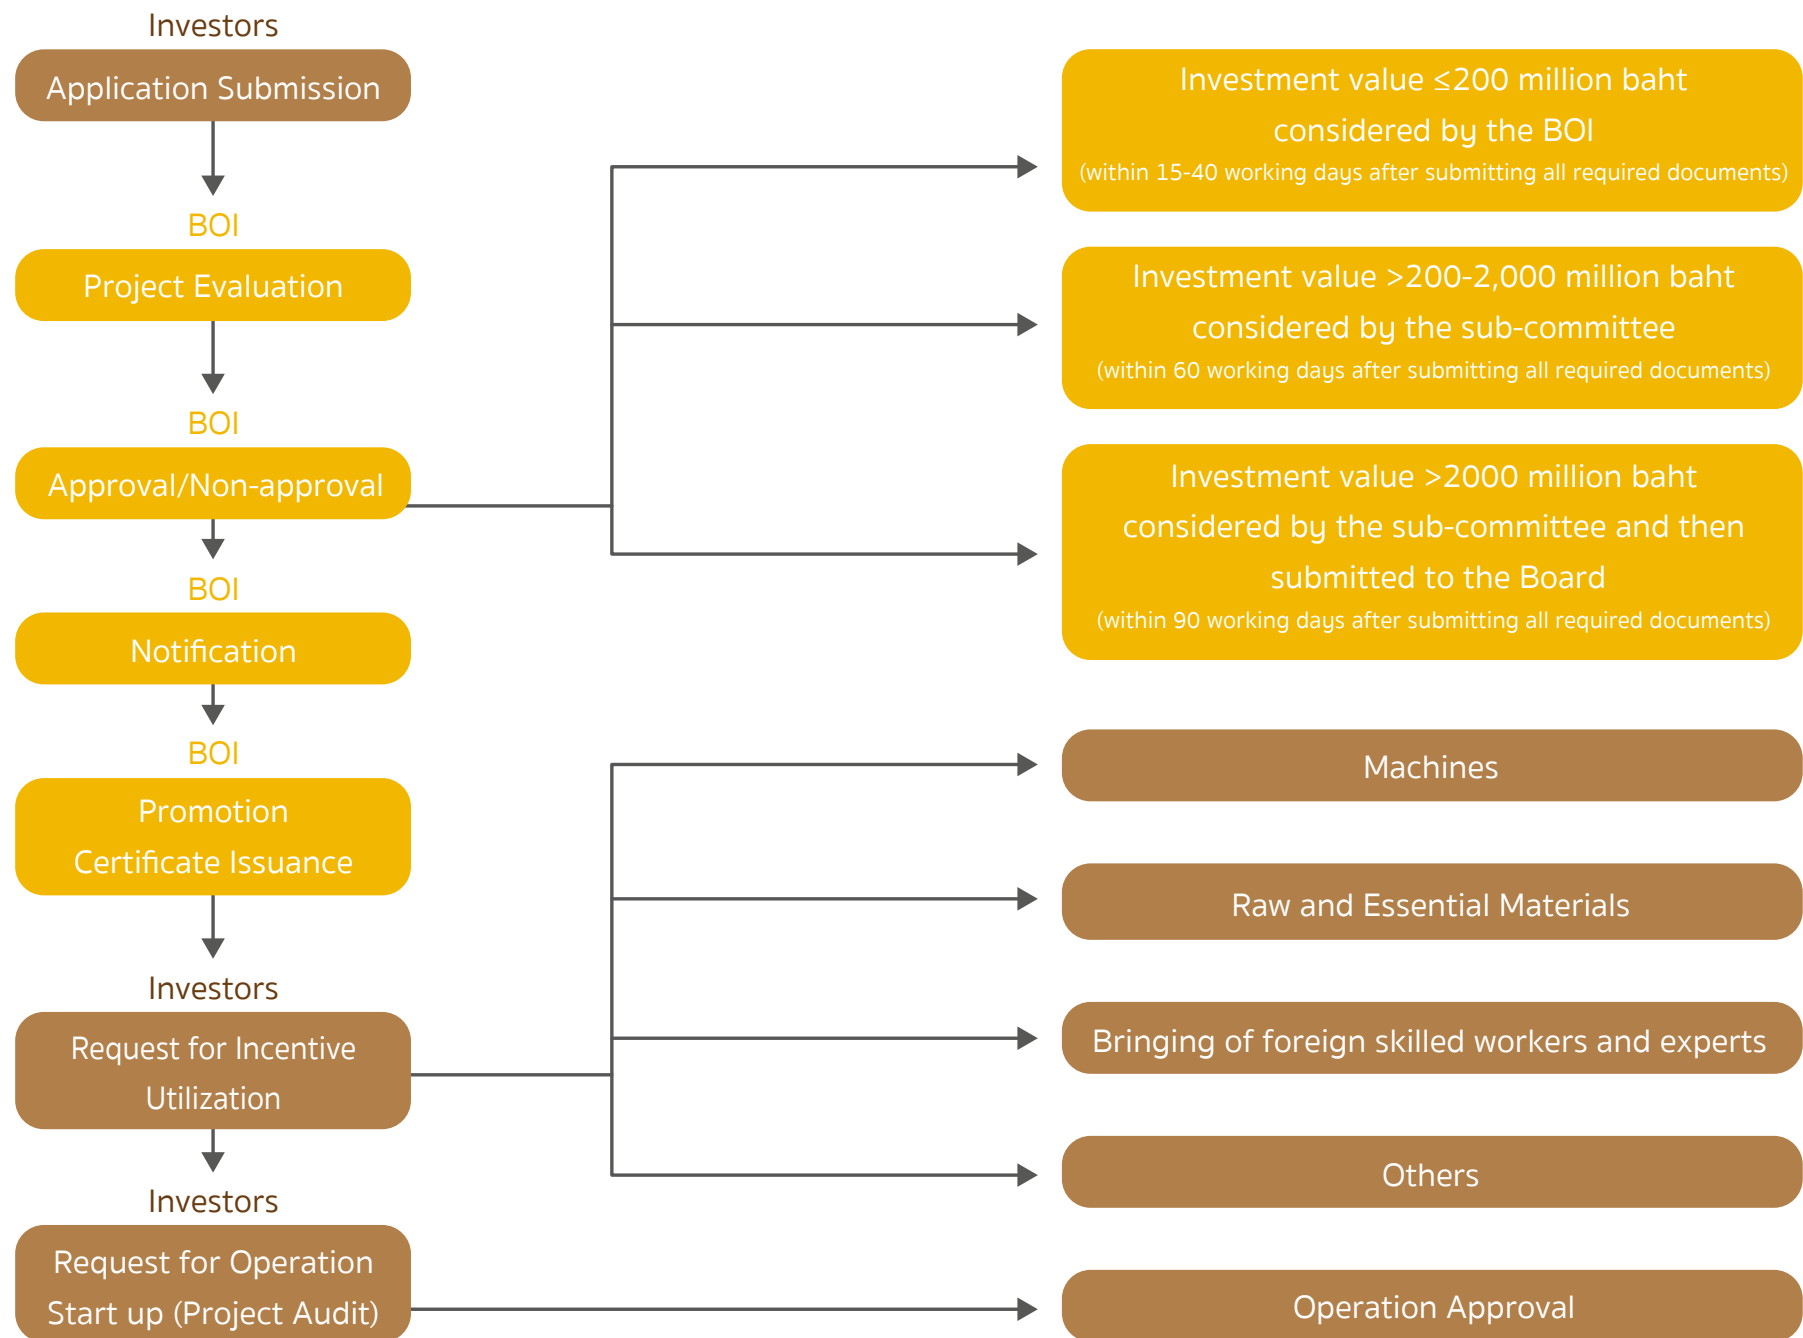 Investors
Application Submission
BOI
Project Evaluation
BOI
Approval/Non-approval
BOI
Notification
BOI
Promotion
Certificate Issuance
Investors
Request for Incentive
Utilization
Investors
Request for Operation
Start up (Project Audit)
Investment value ≤200 million baht
considered by the BOI
(within 15-40 working days after submitting all required documents)
Investment value >200-2,000 million baht
considered by the sub-committee
(within 60 working days after submitting all required documents)
Investment value >2000 million baht
considered by the sub-committee and then
submitted to the Board
(within 90 working days after submitting all required documents)
Machines
Raw and Essential Materials
Bringing of foreign skilled workers and experts
Others
Operation Approval